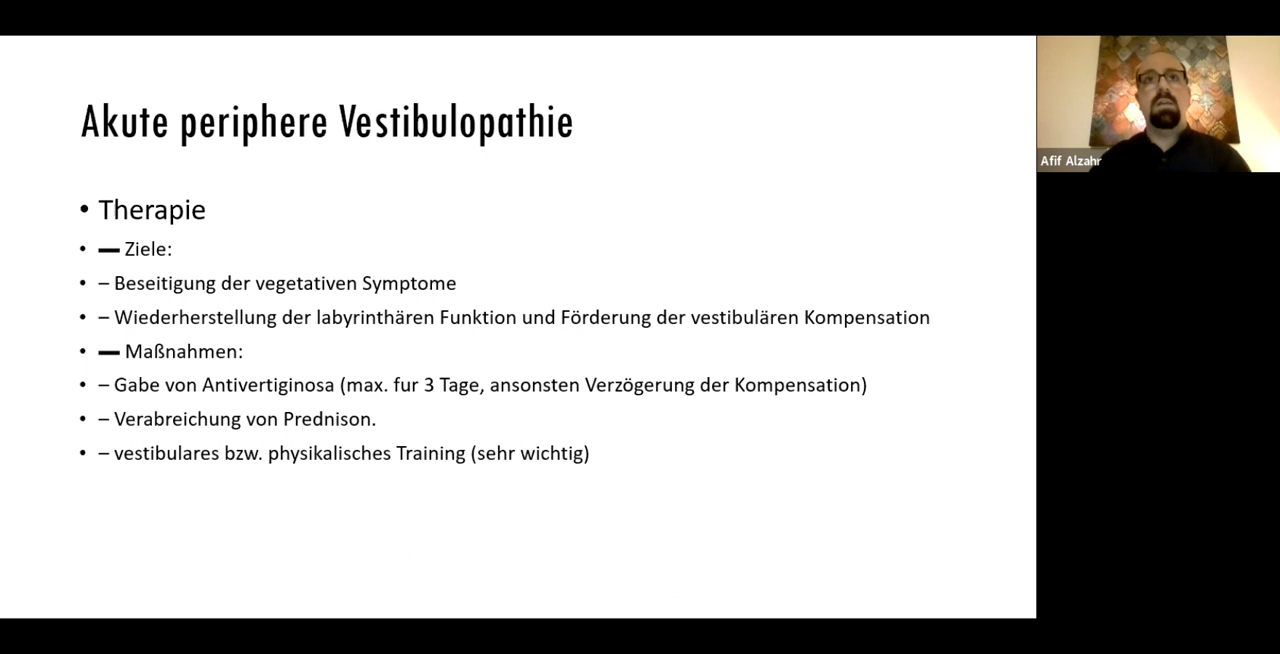 Akute periphere Vestibulopathie
• Therapie
• — Ziele:
• – Beseitigung der vegetativen Symptome
• – Wiederherstellung der labyrinthären Funktion und Förderung der vestibulären Kompensation
• — Maßnahmen:
• – Gabe von Antivertiginosa (max. fur 3 Tage, ansonsten Verzögerung der Kompensation)
• – Verabreichung von Prednison.
• – vestibulares bzw. physikalisches Training (sehr wichtig)
Afif Alzahr